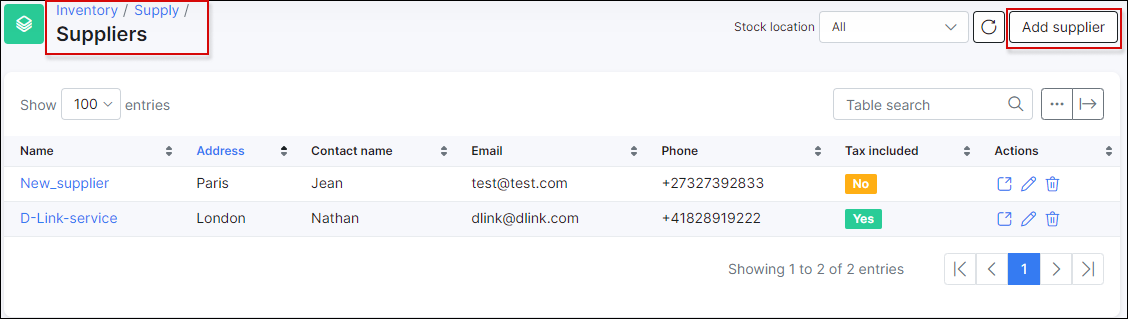 Inventory / Supply /
Suppliers
Stock location All Add supplier
Show 100 entries Table search ...
Name Address Contact name Email Phone Tax included Actions
New_supplier Paris Jean test@test.com +27327392833 No
D-Link-service London Nathan dlink@dlink.com +41828919222 Yes
Showing 1 to 2 of 2 entries 1